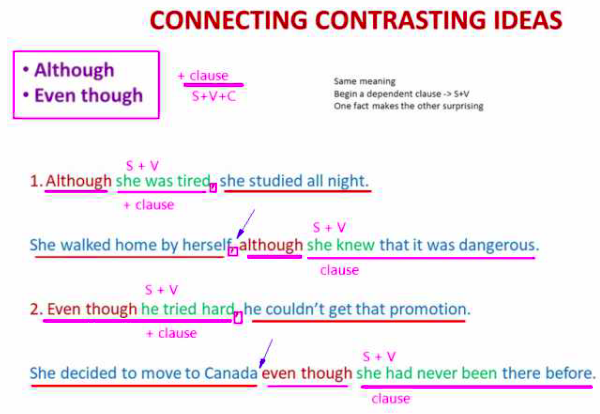 CONNECTING CONTRASTING IDEAS
• Although
• Even though
+ clause
S+V+C
Same meaning
Begin a dependent clause -> S+V
One fact makes the other surprising
S + V
1. Although she was tired, she studied all night.
+ clause
S + V
She walked home by herself, although she knew that it was dangerous.
clause
S + V
2. Even though he tried hard, he couldn't get that promotion.
+ clause
S + V
She decided to move to Canada even though she had never been there before.
clause